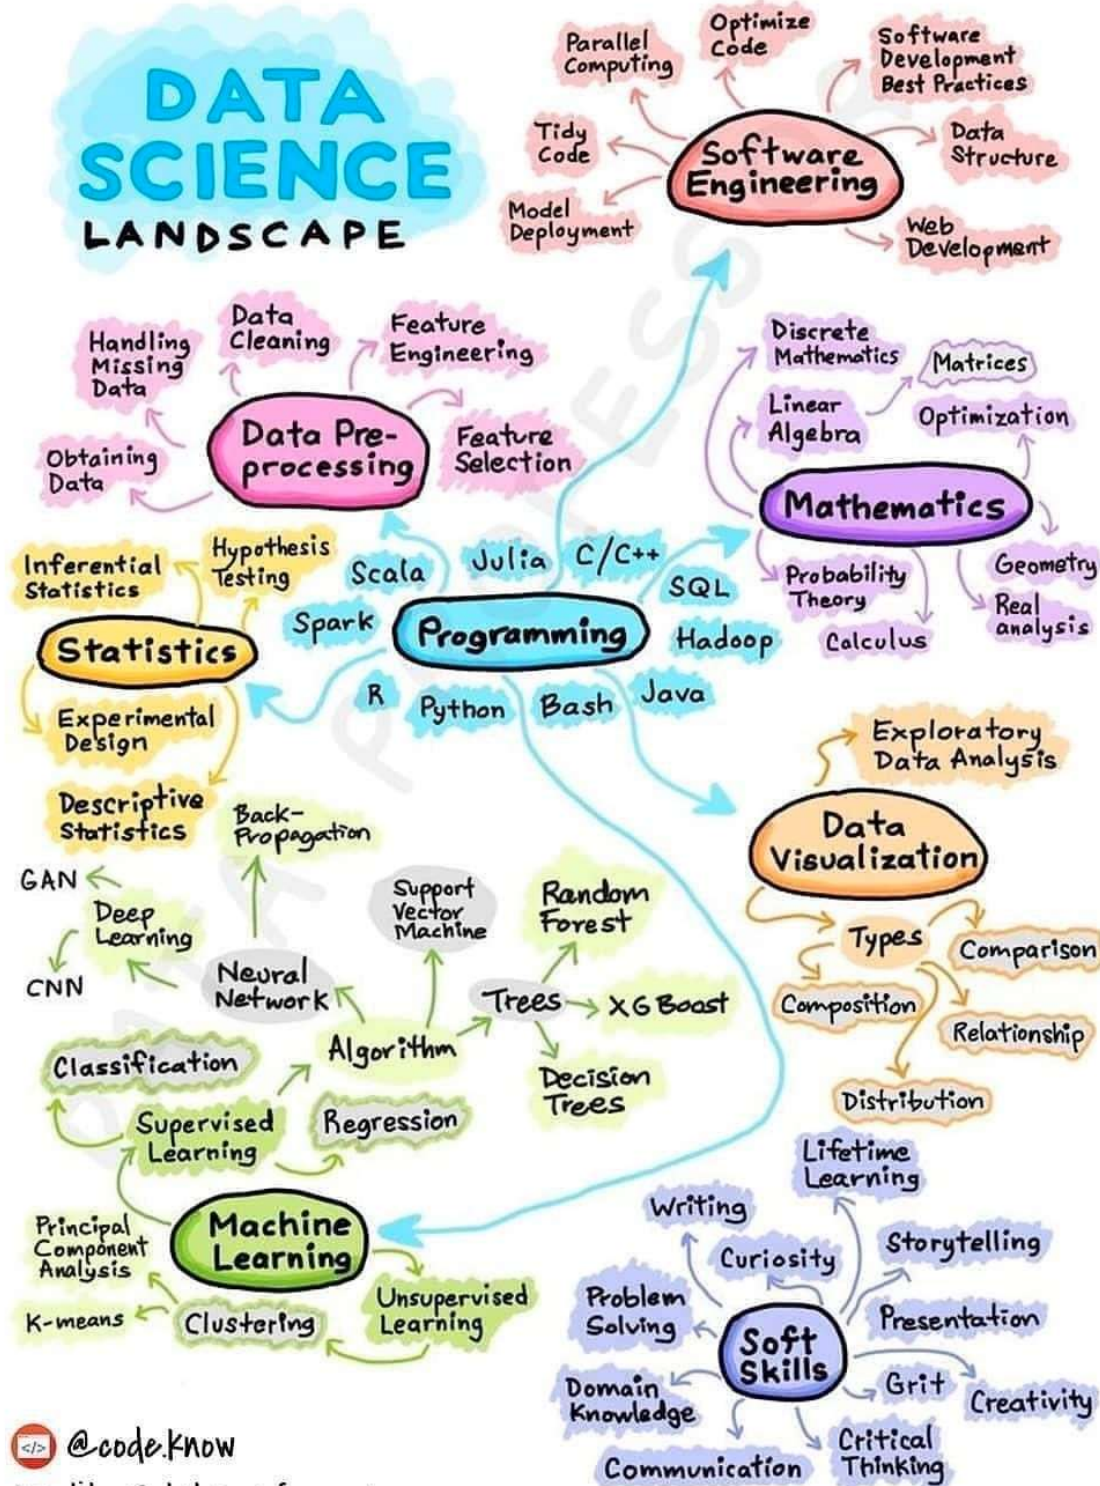 DATA
SCIENCE
LANDSCAPE
Parallel
Computing
Optimize
Code
Software
Development
Best Practices
Tidy
Code
Data
Structure
Model
Deployment
Web
Development
Software
Engineering
Handling
Missing
Data
Data
Cleaning
Feature
Engineering
Obtaining
Data
Feature
Selection
Data Pre-
processing
Discrete
Mathematics
Matrices
Linear
Algebra
Optimization
Mathematics
Probability
Theory
Calculus
Geometry
Real
analysis
Inferential
Statistics
Hypothesis
Testing
Statistics
Experimental
Design
Descriptive
Statistics
Scala
Julia
C/C++
SQL
Spark
Programming
Hadoop
R
Python
Bash
Java
Exploratory
Data Analysis
Data
Visualization
Types
Comparison
Composition
Relationship
Distribution
Back-
Propagation
GAN
Deep
Learning
CNN
Neural
Network
Support
Vector
Machine
Random
Forest
Trees
XG Boost
Decision
Trees
Algorithm
Classification
Supervised
Learning
Regression
Machine
Learning
Principal
Component
Analysis
K-means
Clustering
Unsupervised
Learning
Lifetime
Learning
Writing
Curiosity
Storytelling
Problem
Solving
Presentation
Soft
Skills
Domain
Knowledge
Grit
Creativity
Communication
Critical
Thinking
</> @code.know